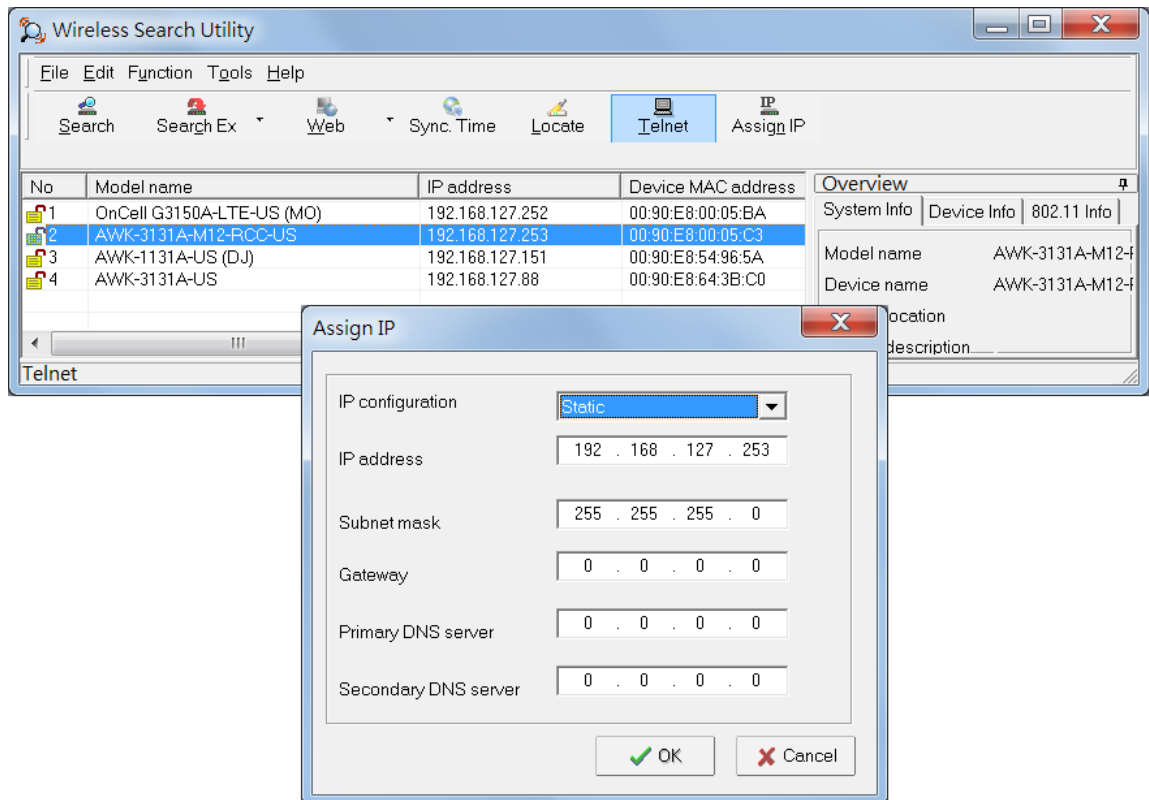 Wireless Search Utility
File Edit Function Tools Help
Search Search Ex Web Sync. Time Locate Telnet Assign IP
No Model name IP address Device MAC address
1 OnCell G3150A-LTE-US (MO) 192.168.127.252 00:90:E8:00:05:BA
2 AWK-3131A-M12-RCC-US 192.168.127.253 00:90:E8:00:05:C3
3 AWK-1131A-US (DJ) 192.168.127.151 00:90:E8:54:96:5A
4 AWK-3131A-US 192.168.127.88 00:90:E8:64:3B:C0
Overview
System Info Device Info 802.11 Info
Model name AWK-3131A-M12-
Device name AWK-3131A-M12-
ocation
description
Telnet
Assign IP
IP configuration Static
IP address 192 . 168 . 127 . 253
Subnet mask 255 . 255 . 255 . 0
Gateway 0 . 0 . 0 . 0
Primary DNS server 0 . 0 . 0 . 0
Secondary DNS server 0 . 0 . 0 . 0
OK Cancel